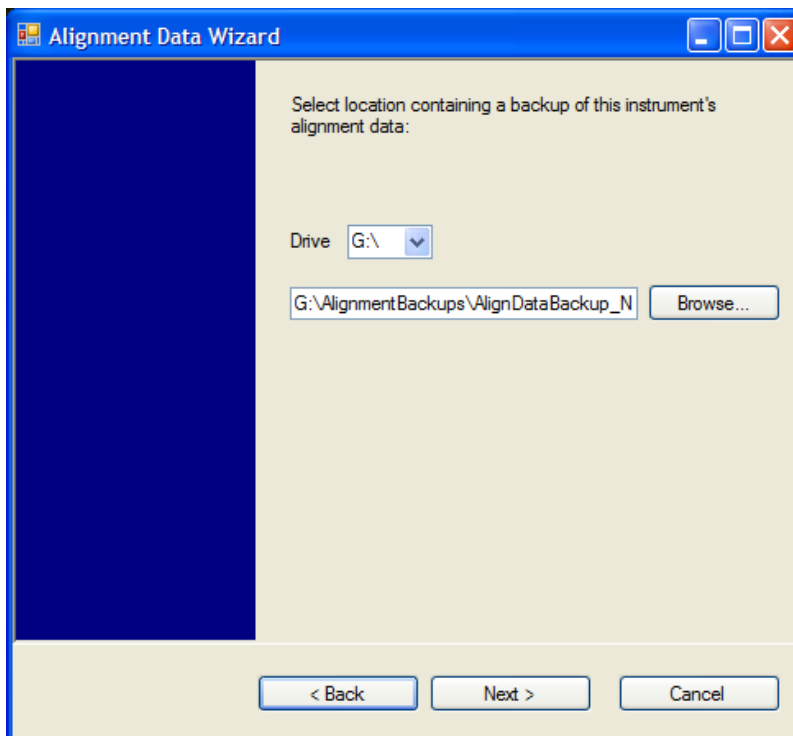 Alignment Data Wizard
Select location containing a backup of this instrument's
alignment data:
Drive G:\
G:\AlignmentBackups\AlignDataBackup_N Browse...
< Back Next > Cancel